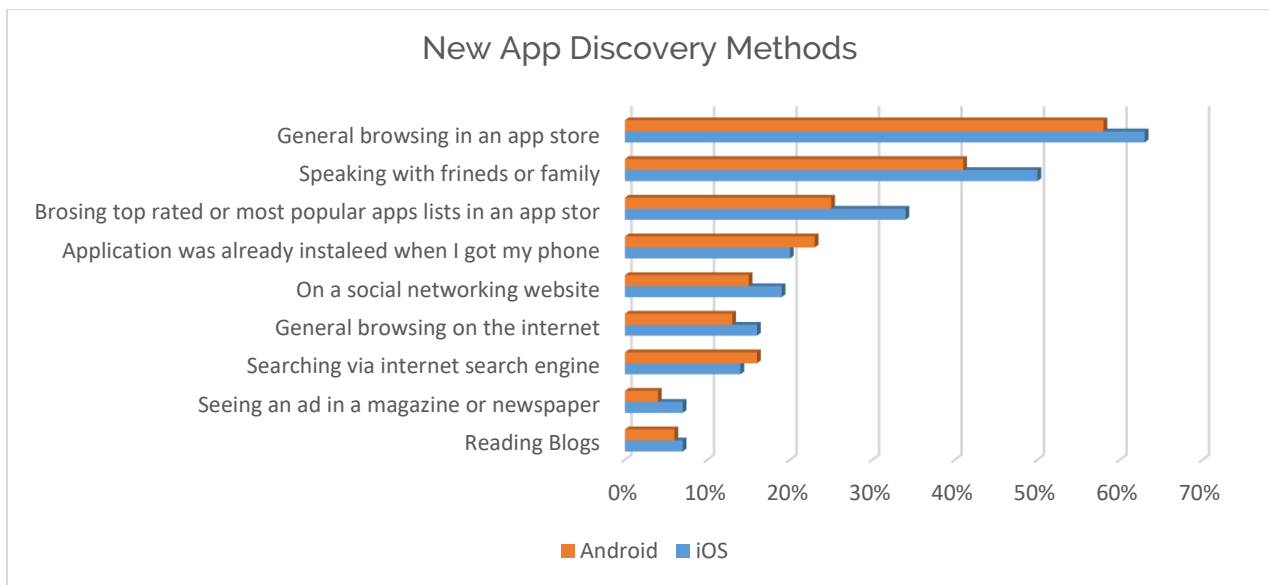 New App Discovery Methods
General browsing in an app store
Speaking with frineds or family
Brosing top rated or most popular apps lists in an app stor
Application was already instaleed when I got my phone
On a social networking website
General browsing on the internet
Searching via internet search engine
Seeing an ad in a magazine or newspaper
Reading Blogs
0% 10% 20% 30% 40% 50% 60% 70%
Android iOS